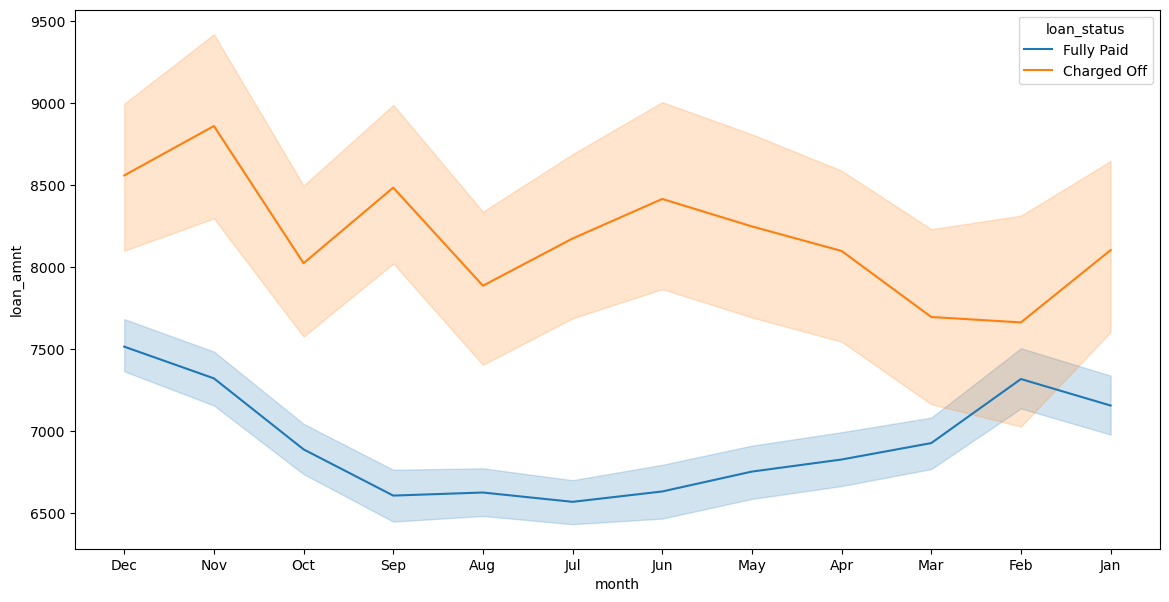 loan_status
Fully Paid
Charged Off
9500
9000
8500
8000
7500
7000
6500
loan_amnt
Dec Nov Oct Sep Aug Jul Jun May Apr Mar Feb Jan
month